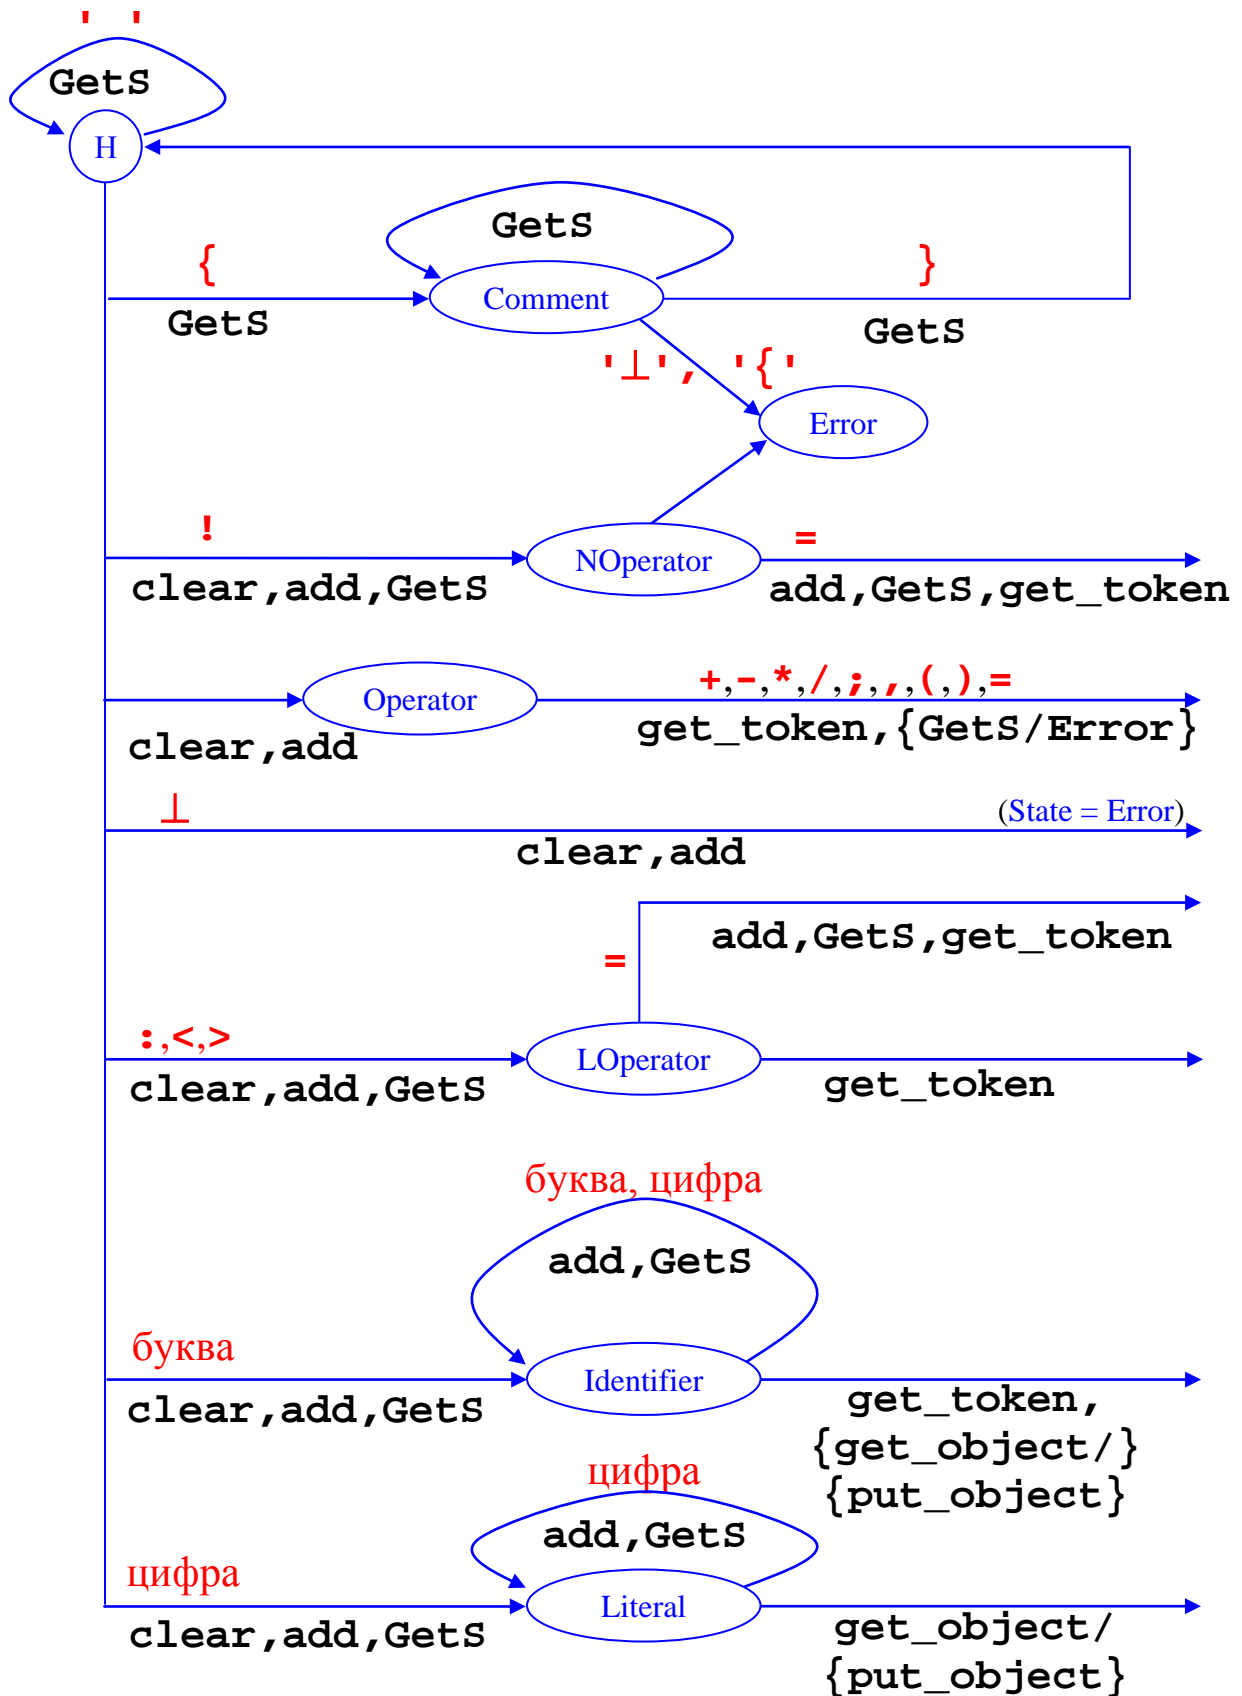 ' '
GetS
H
GetS
{
}
Comment
GetS
GetS
'⊥', '{'
Error
!
=
NOperator
clear,add,GetS
add,GetS,get_token
+,-,*,/,;,,,(,),=
Operator
get_token,{GetS/Error}
clear,add
⊥
(State = Error)
clear,add
add,GetS,get_token
=
:,<,>
LOperator
clear,add,GetS
get_token
буква, цифра
add,GetS
буква
Identifier
clear,add,GetS
get_token,
{get_object/}
{put_object}
цифра
add,GetS
цифра
Literal
clear,add,GetS
get_object/
{put_object}